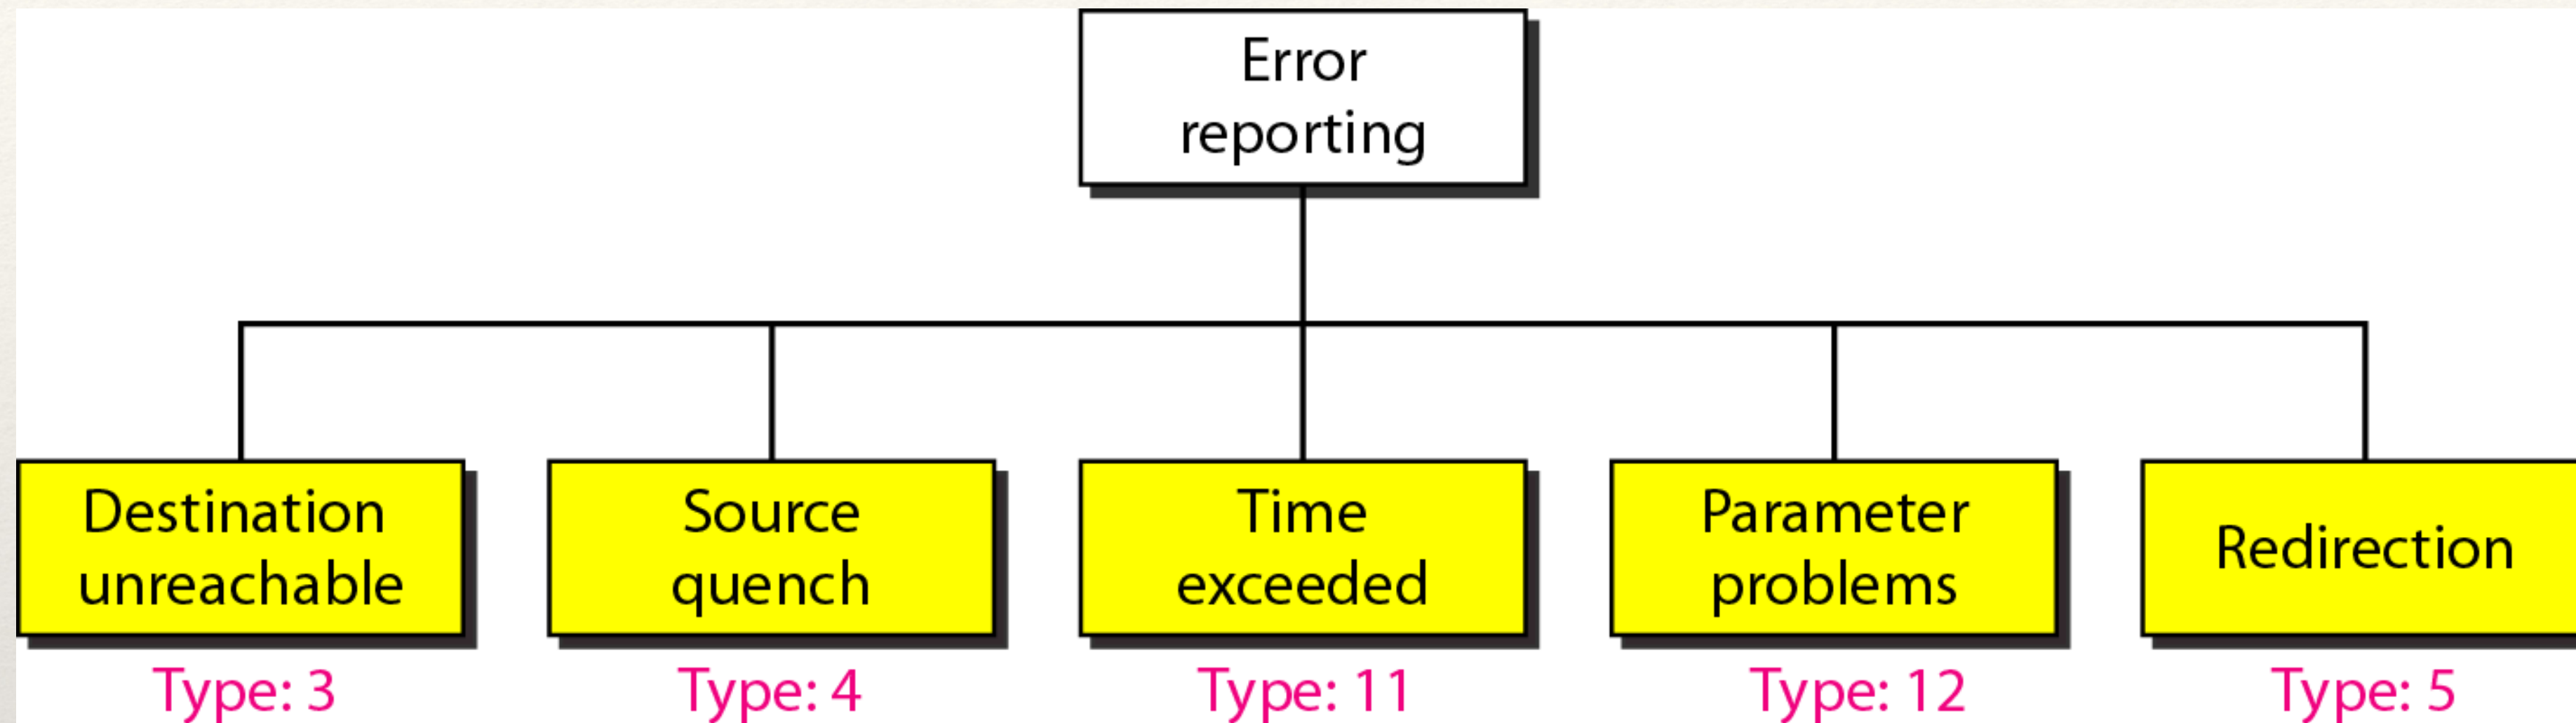 Error
reporting
Destination
unreachable
Source
quench
Time
exceeded
Parameter
problems
Redirection
Type: 3
Type: 4
Type: 11
Type: 12
Type: 5